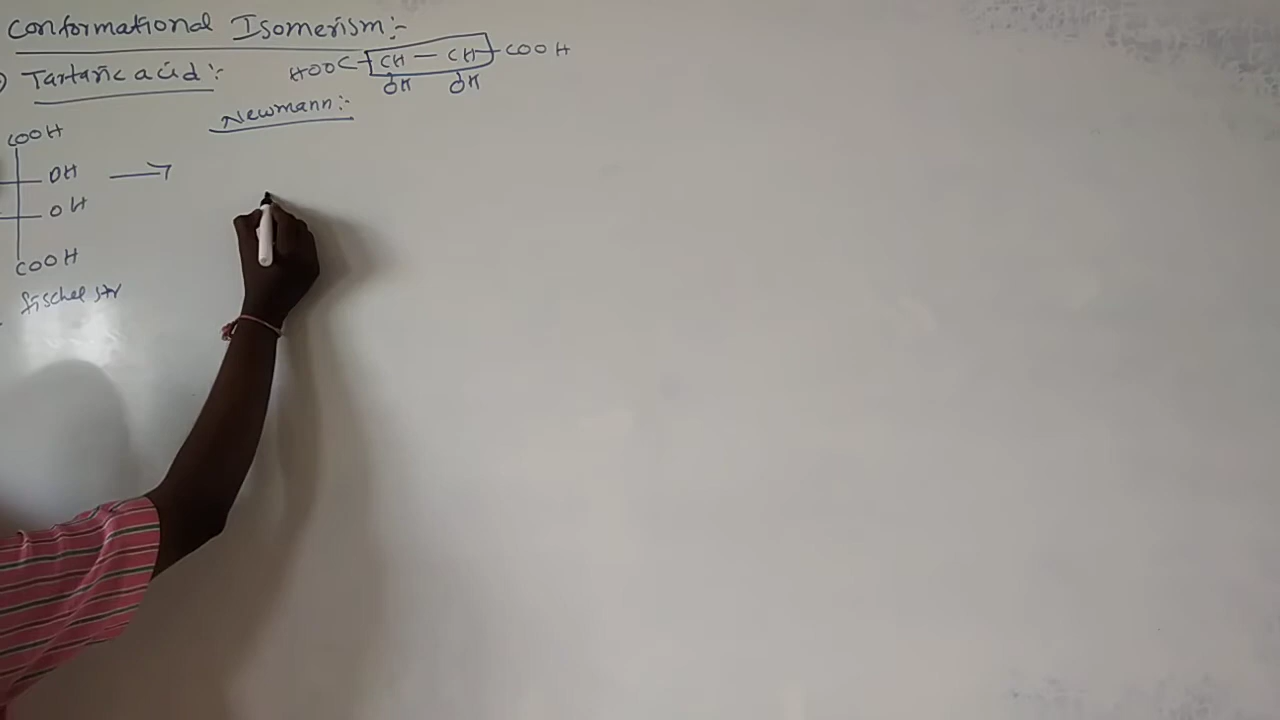 Conformational Isomerism:-
Tartaric acid:-
HOOC-CH-CH-COOH
OH OH
Newmann:-
COOH
OH
OH
COOH
fischer str